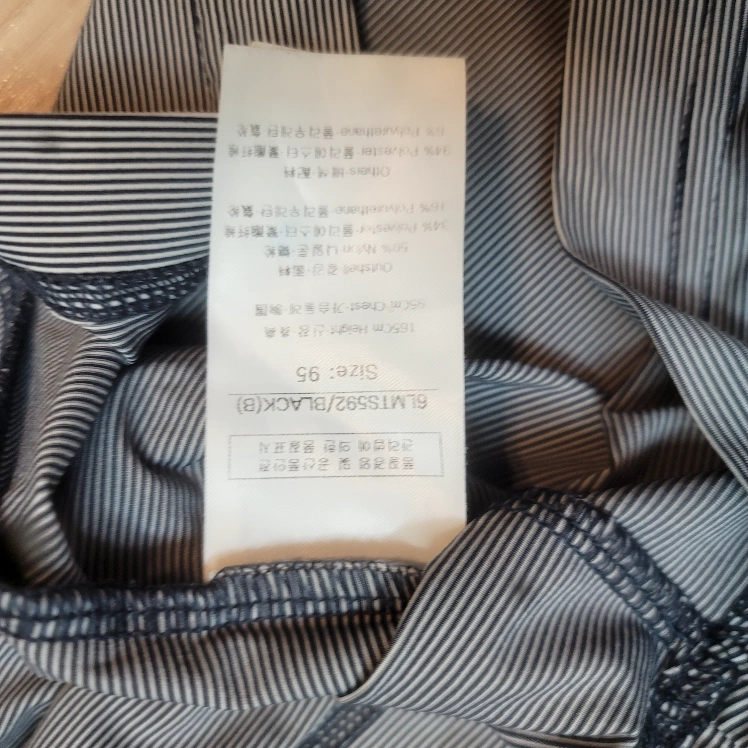 품질경영 및 공산품안전
관리법에 의한 품질표시
6LMTS592/BLACK(B)
Size: 95
165Cm Height·신장·身高
95Cm Chest·가슴둘레·胸围
Outshell·겉감·面料
50% Nylon·나일론·锦纶
34% Polyester·폴리에스터·聚酯纤维
16% Polyurethane·폴리우레탄·氨纶
Others·배색·配料
94% Polyester·폴리에스터·聚酯纤维
6% Polyurethane·폴리우레탄·氨纶